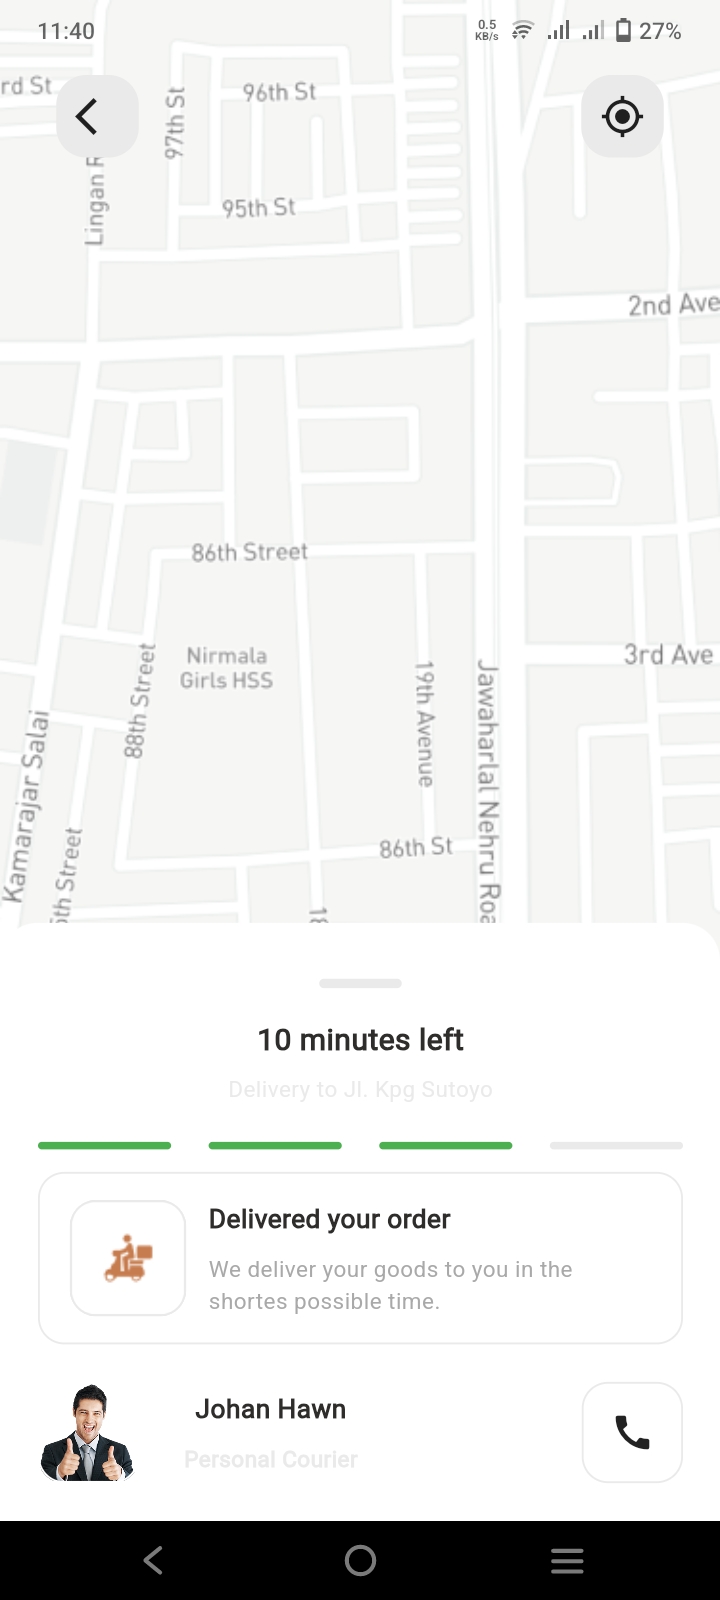 11:40
0.5
KB/s
27%
rd St
96th St
97th St
Lingan
95th St
2nd Ave
86th Street
Nirmala
Girls HSS
3rd Ave
88th Street
19th Avenue
Jawaharlal Nehru Roa
Kamarajar Salai
5th Street
86th St
18
10 minutes left
Delivery to Jl. Kpg Sutoyo
Delivered your order
We deliver your goods to you in the
shortes possible time.
Johan Hawn
Personal Courier